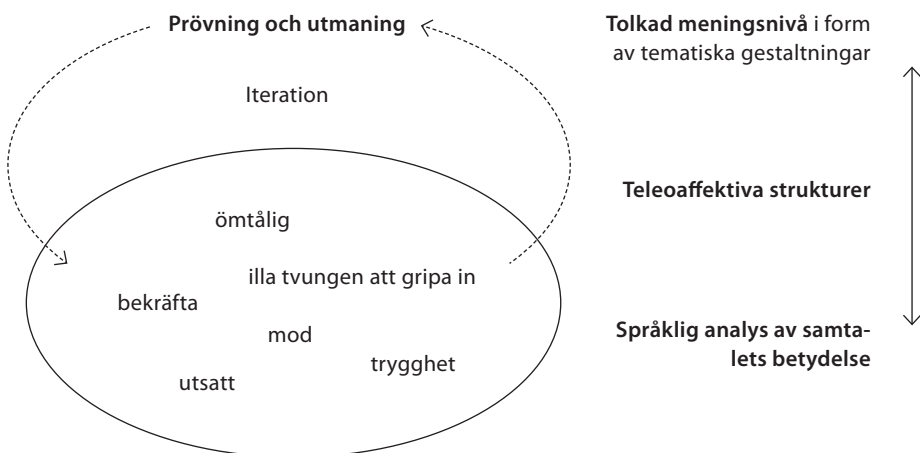 Prövning och utmaning
Iteration
ömtålig
illa tvungen att gripa in
bekräfta
mod
trygghet
utsatt
Tolkad meningsnivå i form
av tematiska gestaltningar
Teleoaffektiva strukturer
Språklig analys av samta-
lets betydelse